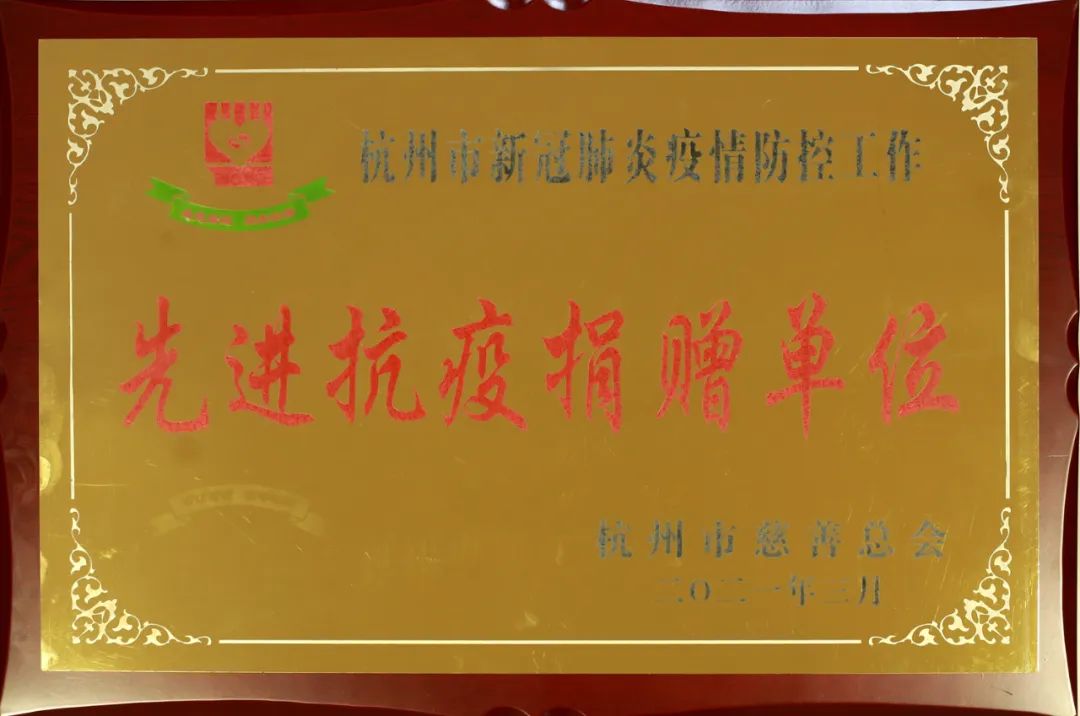 杭州市新冠肺炎疫情防控工作
先进抗疫捐赠单位
杭州市慈善总会
二〇二一年三月